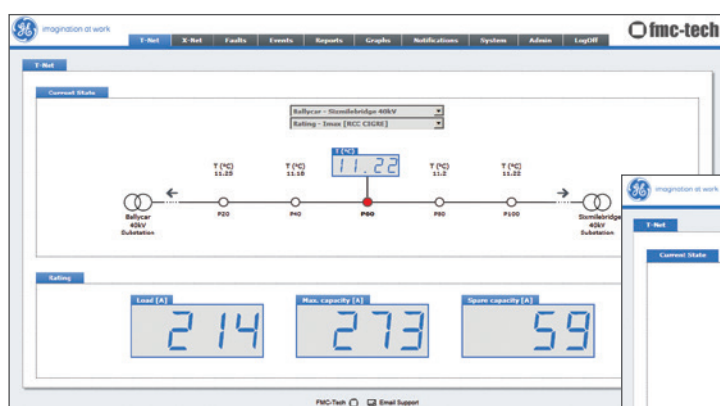 imagination at work
fmc-tech
T-Net X-Net Faults Events Reports Graphs Notifications System Admin LogOff
T-Net
Current State
Ballycar - Sixmilebridge 40kV
Rating - Imax [RCC CIGRE]
T (°C)
11.22
T (°C) T (°C) T (°C) T (°C)
11.25 11.18 11.2 11.22
P20 P40 P60 P80 P100
Ballycar
40kV
Substation
Sixmilebridge
40kV
Substation
Rating
Load [A] Max. capacity [A] Spare capacity [A]
214 273 59
FMC-Tech Email Support
imagination at work
T-Net
Current State